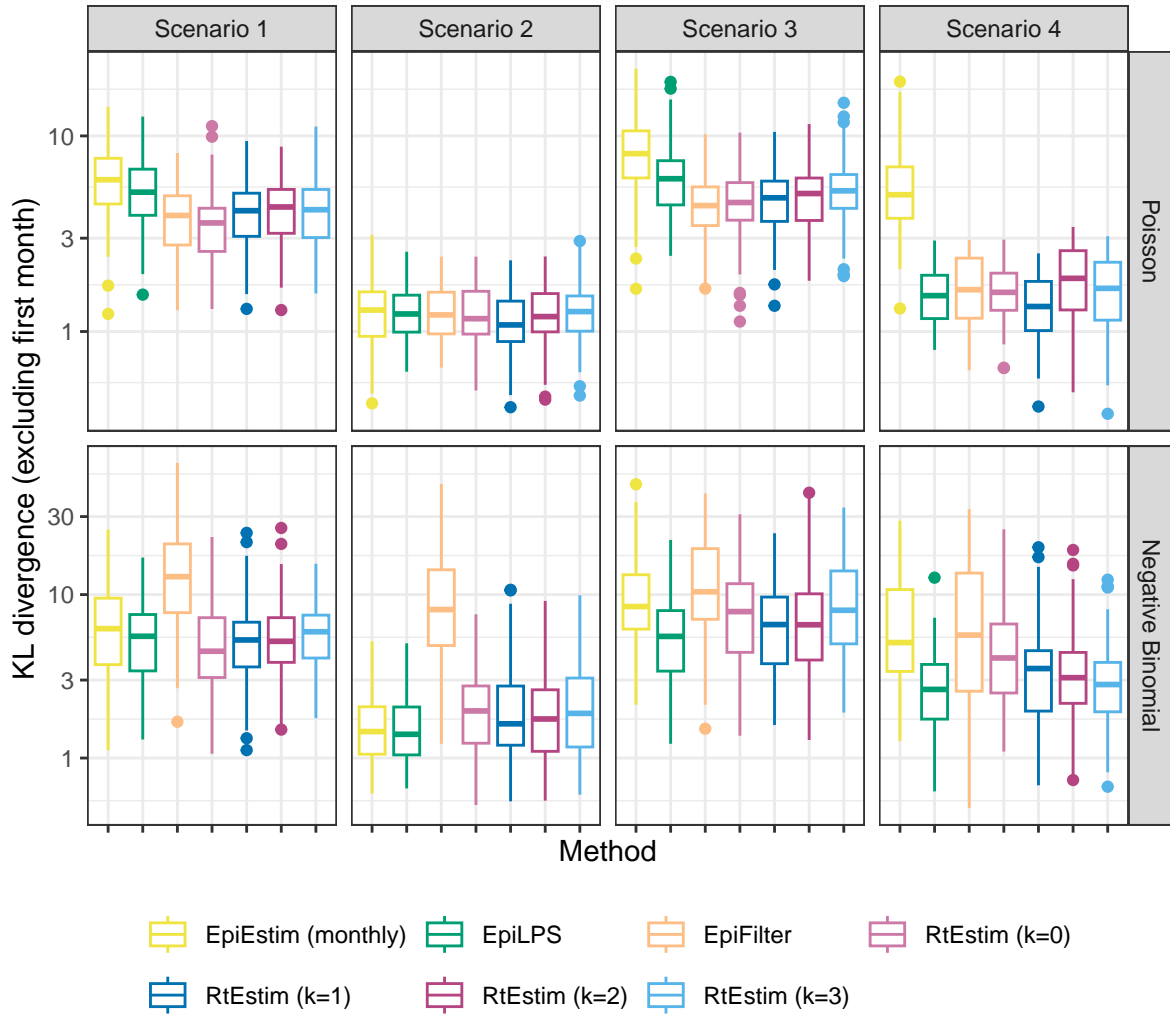 Scenario 1
Scenario 2
Scenario 3
Scenario 4
KL divergence (excluding first month)
10
3
1
Poisson
30
10
3
1
Negative Binomial
Method
EpiEstim (monthly)
EpiLPS
EpiFilter
RtEstim (k=0)
RtEstim (k=1)
RtEstim (k=2)
RtEstim (k=3)